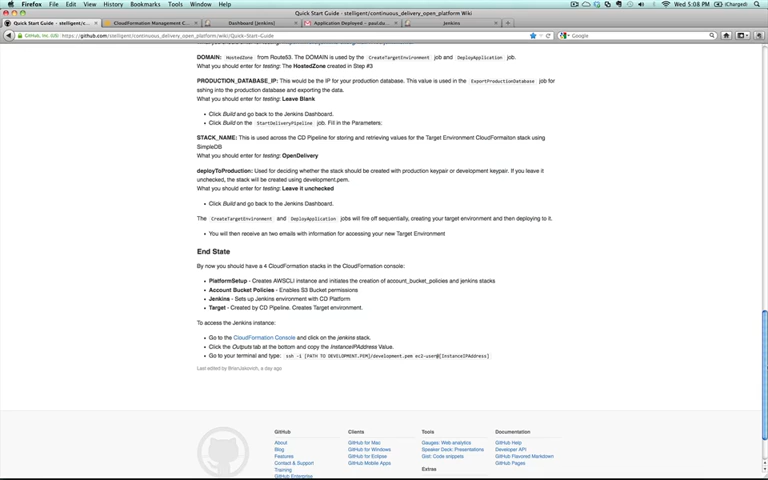 Firefox File Edit View History Bookmarks Tools Window Help (Charged) Wed 5:08 PM
Quick Start Guide - stelligent/continuous_delivery_open_platform Wiki
Quick Start Guide - stelligent/c... CloudFormation Management C... Dashboard [Jenkins] Application Deployed - paul.du... Jenkins
GitHub, Inc. (US) https://github.com/stelligent/continuous_delivery_open_platform/wiki/Quick-Start-Guide Google
DOMAIN: HostedZone from Route53. The DOMAIN is used by the CreateTargetEnvironment job and DeployApplication job.
What you should enter for testing: The HostedZone created in Step #3
PRODUCTION_DATABASE_IP: This would be the IP for your production database. This value is used in the ExportProductionDatabase job for
sshing into the production database and exporting the data.
What you should enter for testing: Leave Blank
• Click Build and go back to the Jenkins Dashboard.
• Click Build on the StartDeliveryPipeline job. Fill in the Parameters:
STACK_NAME: This is used across the CD Pipeline for storing and retrieving values for the Target Environment CloudFormaiton stack using
SimpleDB
What you should enter for testing: OpenDelivery
deployToProduction: Used for deciding whether the stack should be created with production keypair or development keypair. If you leave it
unchecked, the stack will be created using development.pem.
What you should enter for testing: Leave it unchecked
• Click Build and go back to the Jenkins Dashboard.
The CreateTargetEnvironment and DeployApplication jobs will fire off sequentially, creating your target environment and then deploying to it.
• You will then receive an two emails with information for accessing your new Target Environment
End State
By now you should have a 4 CloudFormation stacks in the CloudFormation console:
• PlatformSetup - Creates AWSCLI instance and initiates the creation of account_bucket_policies and jenkins stacks
• Account Bucket Policies - Enables S3 Bucket permissions
• Jenkins - Sets up Jenkins environment with CD Platform
• Target - Created by CD Pipeline. Creates Target environment.
To access the Jenkins instance:
• Go to the CloudFormation Console and click on the jenkins stack.
• Click the Outputs tab at the bottom and copy the InstanceIPAddress Value.
• Go to your terminal and type: ssh -i [PATH TO DEVELOPMENT.PEM]/development.pem ec2-user@[InstanceIPAddress]
Last edited by BrianJakovich, a day ago
GitHub Clients Tools Documentation
About GitHub for Mac Gauges: Web analytics GitHub Help
Blog GitHub for Windows Speaker Deck: Presentations Developer API
Features GitHub for Eclipse Gist: Code snippets GitHub Flavored Markdown
Contact & Support GitHub Mobile Apps GitHub Pages
Training Extras
GitHub Enterprise